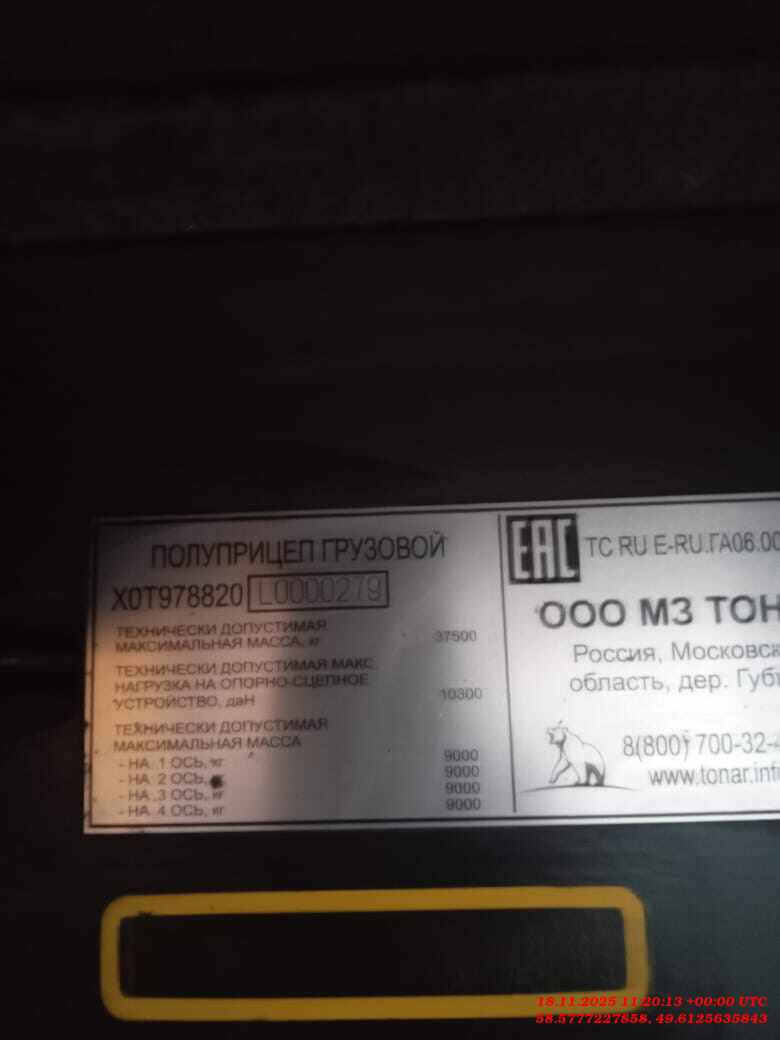 ПОЛУПРИЦЕП ГРУЗОВОЙ
X0T978820 L0000279
ТЕХНИЧЕСКИ ДОПУСТИМАЯ
МАКСИМАЛЬНАЯ МАССА, кг 37500
ТЕХНИЧЕСКИ ДОПУСТИМАЯ МАКС.
НАГРУЗКА НА ОПОРНО-СЦЕПНОЕ
УСТРОЙСТВО, даН 10300
ТЕХНИЧЕСКИ ДОПУСТИМАЯ
МАКСИМАЛЬНАЯ МАССА
- НА 1 ОСЬ, кг 9000
- НА 2 ОСЬ, 9000
- НА 3 ОСЬ, кг 9000
- НА 4 ОСЬ, кг 9000
EAC TC RU E-RU.ГА06.00
ООО МЗ ТОН
Россия, Московск
область, дер. Губ
8(800) 700-32-4
www.tonar.inf
18.11.2025 11:20:13 +00:00 UTC
58.5777227858, 49.6125635843